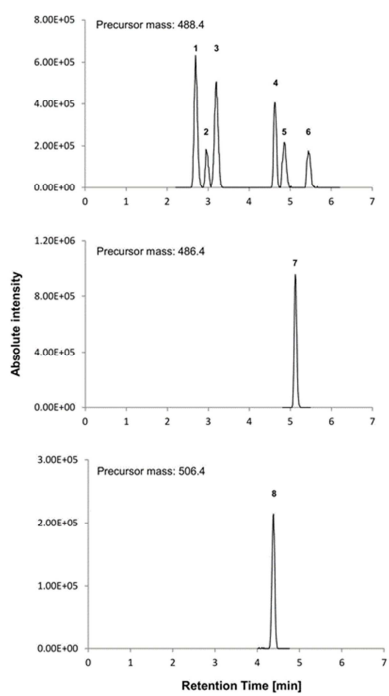 8.00E+05
Precursor mass: 488.4
6.00E+05
1
3
4.00E+05
4
2
5
6
2.00E+05
0.00E+00
0 1 2 3 4 5 6 7
1.20E+06
Precursor mass: 486.4
7
8.00E+05
Absolute intensity
4.00E+05
0.00E+00
0 1 2 3 4 5 6 7
3.00E+05
Precursor mass: 506.4
8
2.00E+05
1.00E+05
0.00E+00
0 1 2 3 4 5 6 7
Retention Time [min]